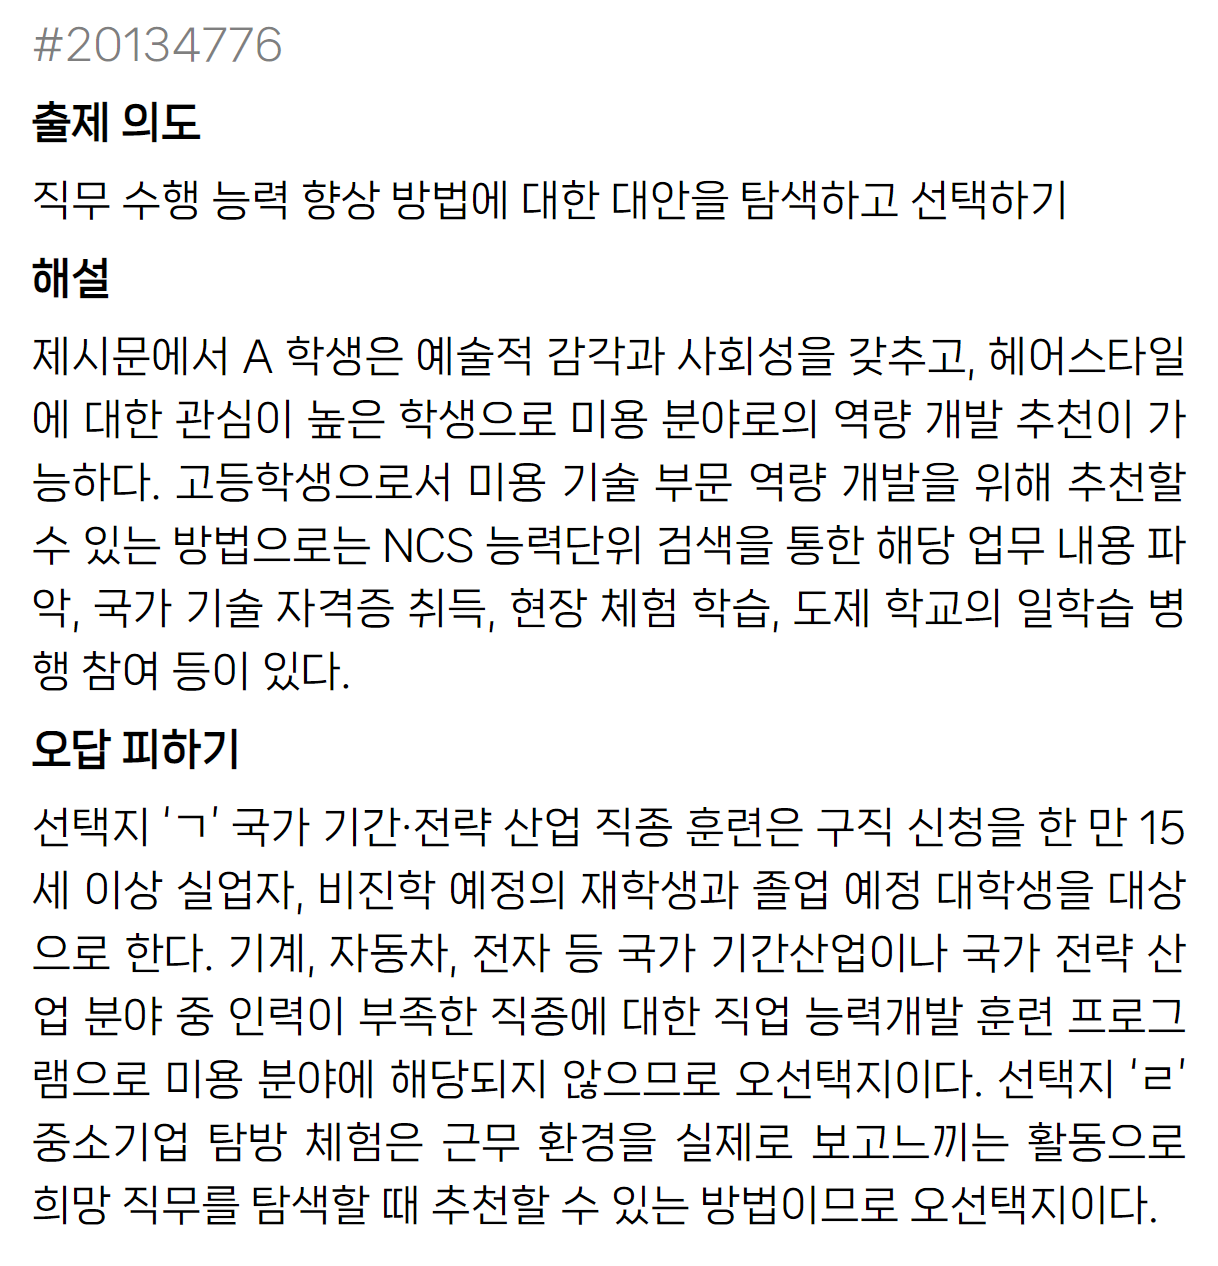 #20134776
출제 의도
직무 수행 능력 향상 방법에 대한 대안을 탐색하고 선택하기
해설
제시문에서 A 학생은 예술적 감각과 사회성을 갖추고, 헤어스타일
에 대한 관심이 높은 학생으로 미용 분야로의 역량 개발 추천이 가
능하다. 고등학생으로서 미용 기술 부문 역량 개발을 위해 추천할
수 있는 방법으로는 NCS 능력단위 검색을 통한 해당 업무 내용 파
악, 국가 기술 자격증 취득, 현장 체험 학습, 도제 학교의 일학습 병
행 참여 등이 있다.
오답 피하기
선택지 ‘ㄱ’ 국가 기간·전략 산업 직종 훈련은 구직 신청을 한 만 15
세 이상 실업자, 비진학 예정의 재학생과 졸업 예정 대학생을 대상
으로 한다. 기계, 자동차, 전자 등 국가 기간산업이나 국가 전략 산
업 분야 중 인력이 부족한 직종에 대한 직업 능력개발 훈련 프로그
램으로 미용 분야에 해당되지 않으므로 오선택지이다. 선택지 ‘ㄹ’
중소기업 탐방 체험은 근무 환경을 실제로 보고느끼는 활동으로
희망 직무를 탐색할 때 추천할 수 있는 방법이므로 오선택지이다.